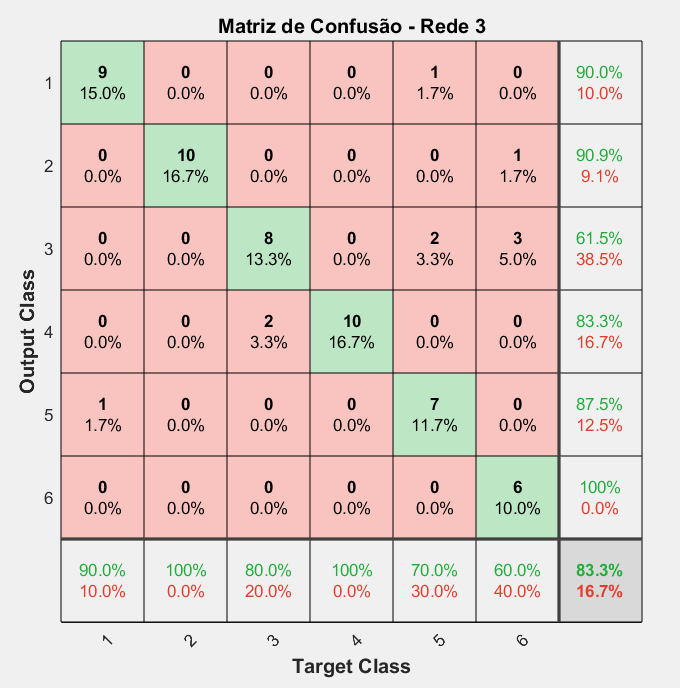 Matriz de Confusão - Rede 3
Output Class
1
9 0 0 0 1 0 90.0%
15.0% 0.0% 0.0% 0.0% 1.7% 0.0% 10.0%
2
0 10 0 0 0 1 90.9%
0.0% 16.7% 0.0% 0.0% 0.0% 1.7% 9.1%
3
0 0 8 0 2 3 61.5%
0.0% 0.0% 13.3% 0.0% 3.3% 5.0% 38.5%
4
0 0 2 10 0 0 83.3%
0.0% 0.0% 3.3% 16.7% 0.0% 0.0% 16.7%
5
1 0 0 0 7 0 87.5%
1.7% 0.0% 0.0% 0.0% 11.7% 0.0% 12.5%
6
0 0 0 0 0 6 100%
0.0% 0.0% 0.0% 0.0% 0.0% 10.0% 0.0%
90.0% 100% 80.0% 100% 70.0% 60.0% 83.3%
10.0% 0.0% 20.0% 0.0% 30.0% 40.0% 16.7%
1 2 3 4 5 6
Target Class